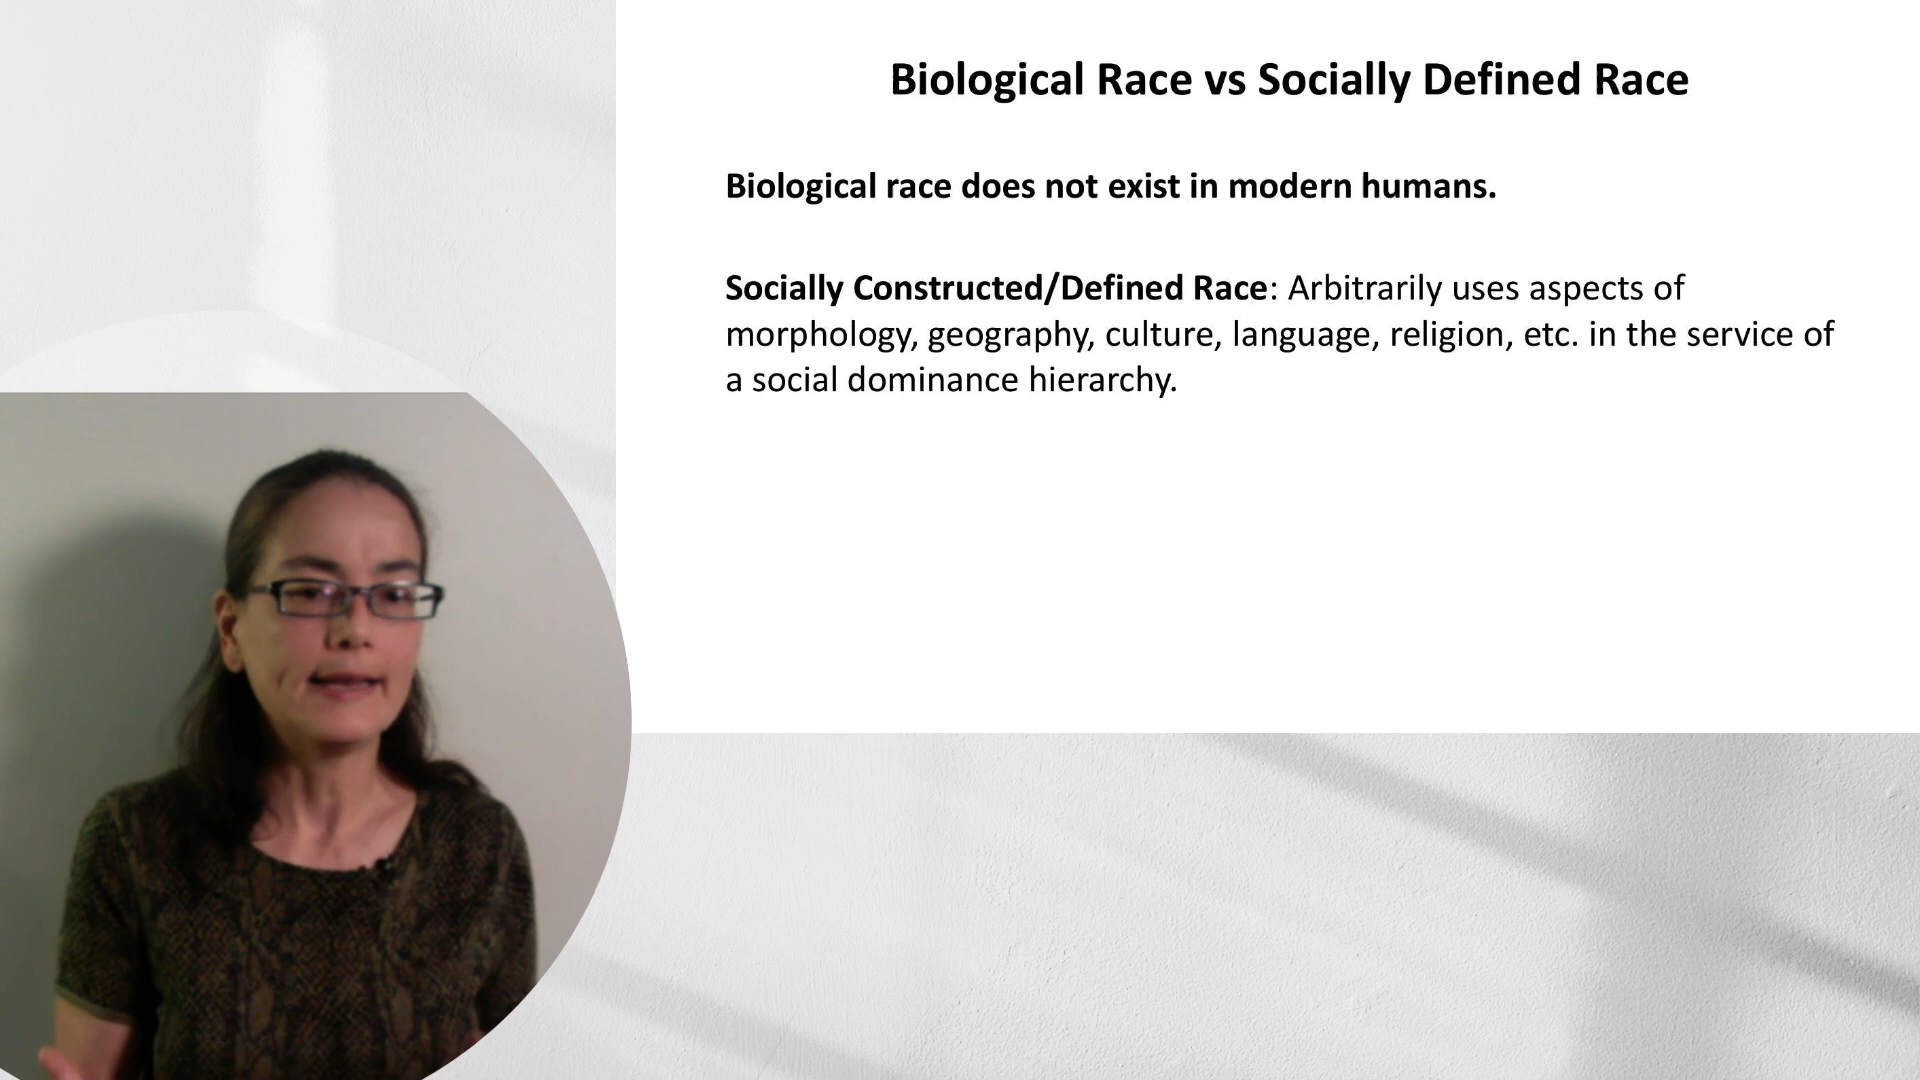 Biological Race vs Socially Defined Race
Biological race does not exist in modern humans.
Socially Constructed/Defined Race: Arbitrarily uses aspects of
morphology, geography, culture, language, religion, etc. in the service of
a social dominance hierarchy.